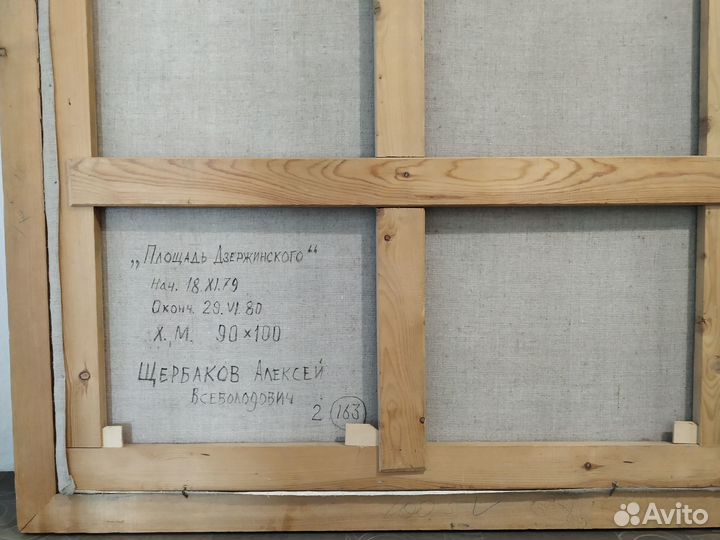 „Площадь Дзержинского“
Нач. 18.XI.79
Оконч. 29.VI.80
Х.М. 90×100
Щербаков Алексей
Всеволодович
2 (163)
Avito